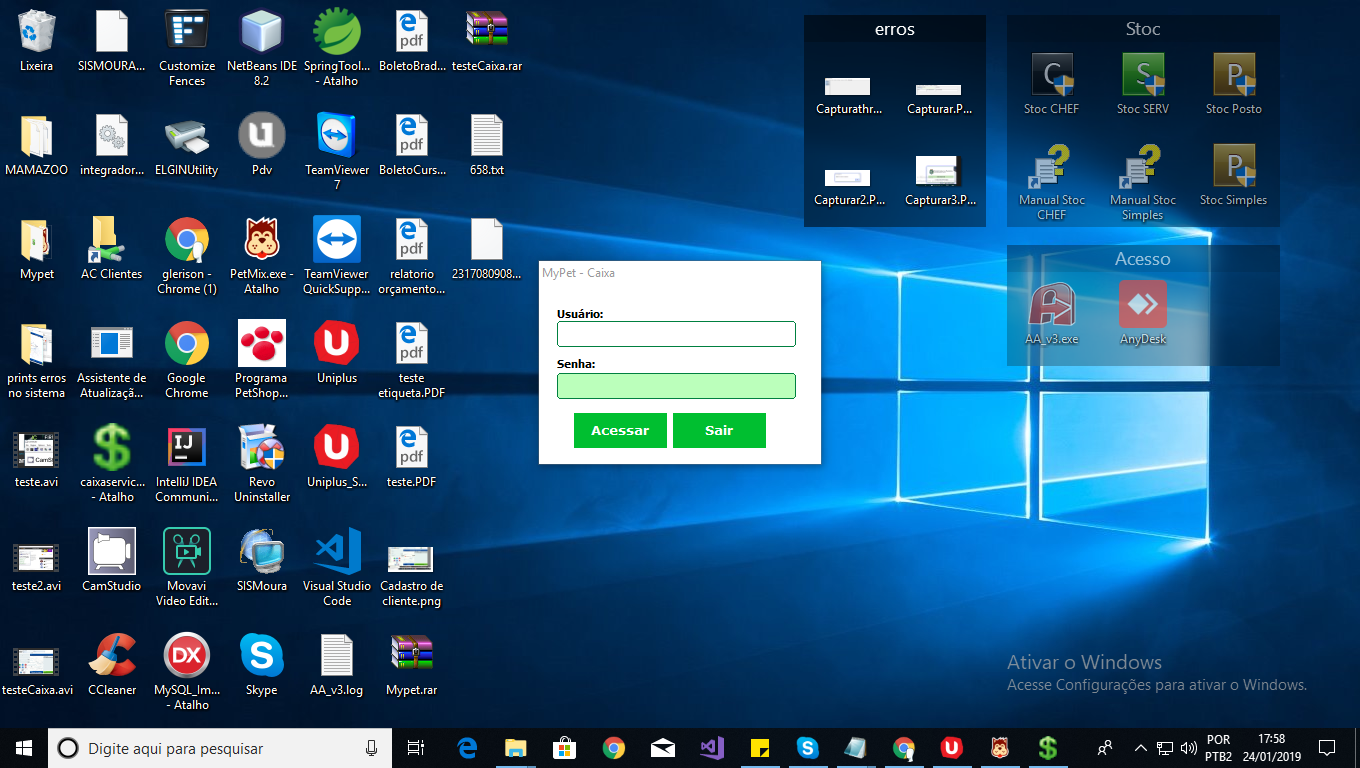 Lixeira
SISMOURA...
Customize
Fences
NetBeans IDE
8.2
SpringTool...
- Atalho
BoletoBrad...
testeCaixa.rar
MAMAZOO
integrador...
ELGINUtility
Pdv
TeamViewer
7
BoletoCurs...
658.txt
Mypet
AC Clientes
glerison -
Chrome (1)
PetMix.exe -
Atalho
TeamViewer
QuickSupp...
relatorio
orçamento...
2317080908...
prints erros
no sistema
Assistente de
Atualizaçã...
Google
Chrome
Programa
PetShop...
Uniplus
teste
etiqueta.PDF
teste.avi
caixaservic...
- Atalho
IntelliJ IDEA
Communi...
Revo
Uninstaller
Uniplus_S...
teste.PDF
teste2.avi
CamStudio
Movavi
Video Edit...
SISMoura
Visual Studio
Code
Cadastro de
cliente.png
testeCaixa.avi
CCleaner
MySQL_Im...
- Atalho
Skype
AA_v3.log
Mypet.rar
erros
Capturathr...
Capturar.P...
Capturar2.P...
Capturar3.P...
Stoc
Stoc CHEF
Stoc SERV
Stoc Posto
Manual Stoc
CHEF
Manual Stoc
Simples
Stoc Simples
Acesso
AA_v3.exe
AnyDesk
MyPet - Caixa
Usuário:
Senha:
Acessar
Sair
Ativar o Windows
Acesse Configurações para ativar o Windows.
Digite aqui para pesquisar
POR
PTB2
17:58
24/01/2019